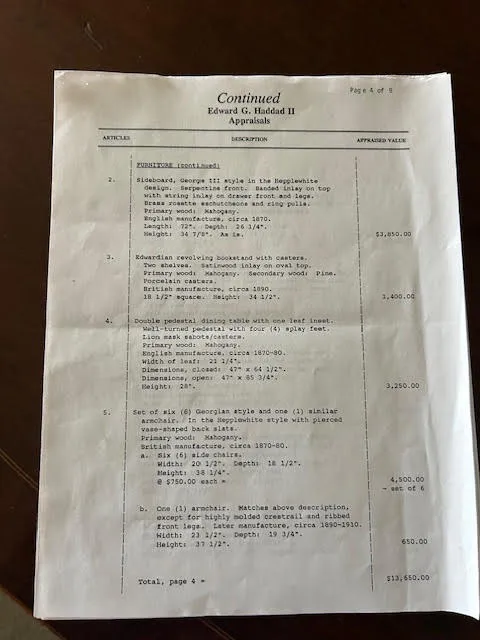 Page 4 of 8
Continued
Edward G. Haddad II
Appraisals
ARTICLES DESCRIPTION APPRAISED VALUE
FURNITURE (continued)
2. Sideboard, George III style in the Hepplewhite
design. Serpentine front. Banded inlay on top
with string inlay on drawer front and legs.
Brass rosette eschutcheons and ring pulls.
Primary wood: Mahogany.
English manufacture, circa 1870.
Length: 72". Depth: 26 1/4".
Height: 34 7/8". As is. $3,850.00
3. Edwardian revolving bookstand with casters.
Two shelves. Satinwood inlay on oval top.
Primary wood: Mahogany. Secondary wood: Pine.
Porcelain casters.
British manufacture, circa 1890.
18 1/2" square. Height: 34 1/2". 1,400.00
4. Double pedestal dining table with one leaf inset.
Well-turned pedestal with four (4) splay feet.
Lion mask sabots/casters.
Primary wood: Mahogany.
English manufacture, circa 1870-80.
Width of leaf: 21 1/4".
Dimensions, closed: 47" x 64 1/2".
Dimensions, open: 47" x 85 3/4".
Height: 28". 3,250.00
5. Set of six (6) Georgian style and one (1) similar
armchair. In the Hepplewhite style with pierced
vase-shaped back slats.
Primary wood: Mahogany.
British manufacture, circa 1870-80.
a. Six (6) side chairs.
Width: 20 1/2". Depth: 18 1/2".
Height: 38 1/4".
@ $750.00 each = 4,500.00
- set of 6
b. One (1) armchair. Matches above description,
except for highly molded crestrail and ribbed
front legs. Later manufacture, circa 1890-1910.
Width: 23 1/2". Depth: 19 3/4".
Height: 37 1/2". 650.00
Total, page 4 = $13,650.00